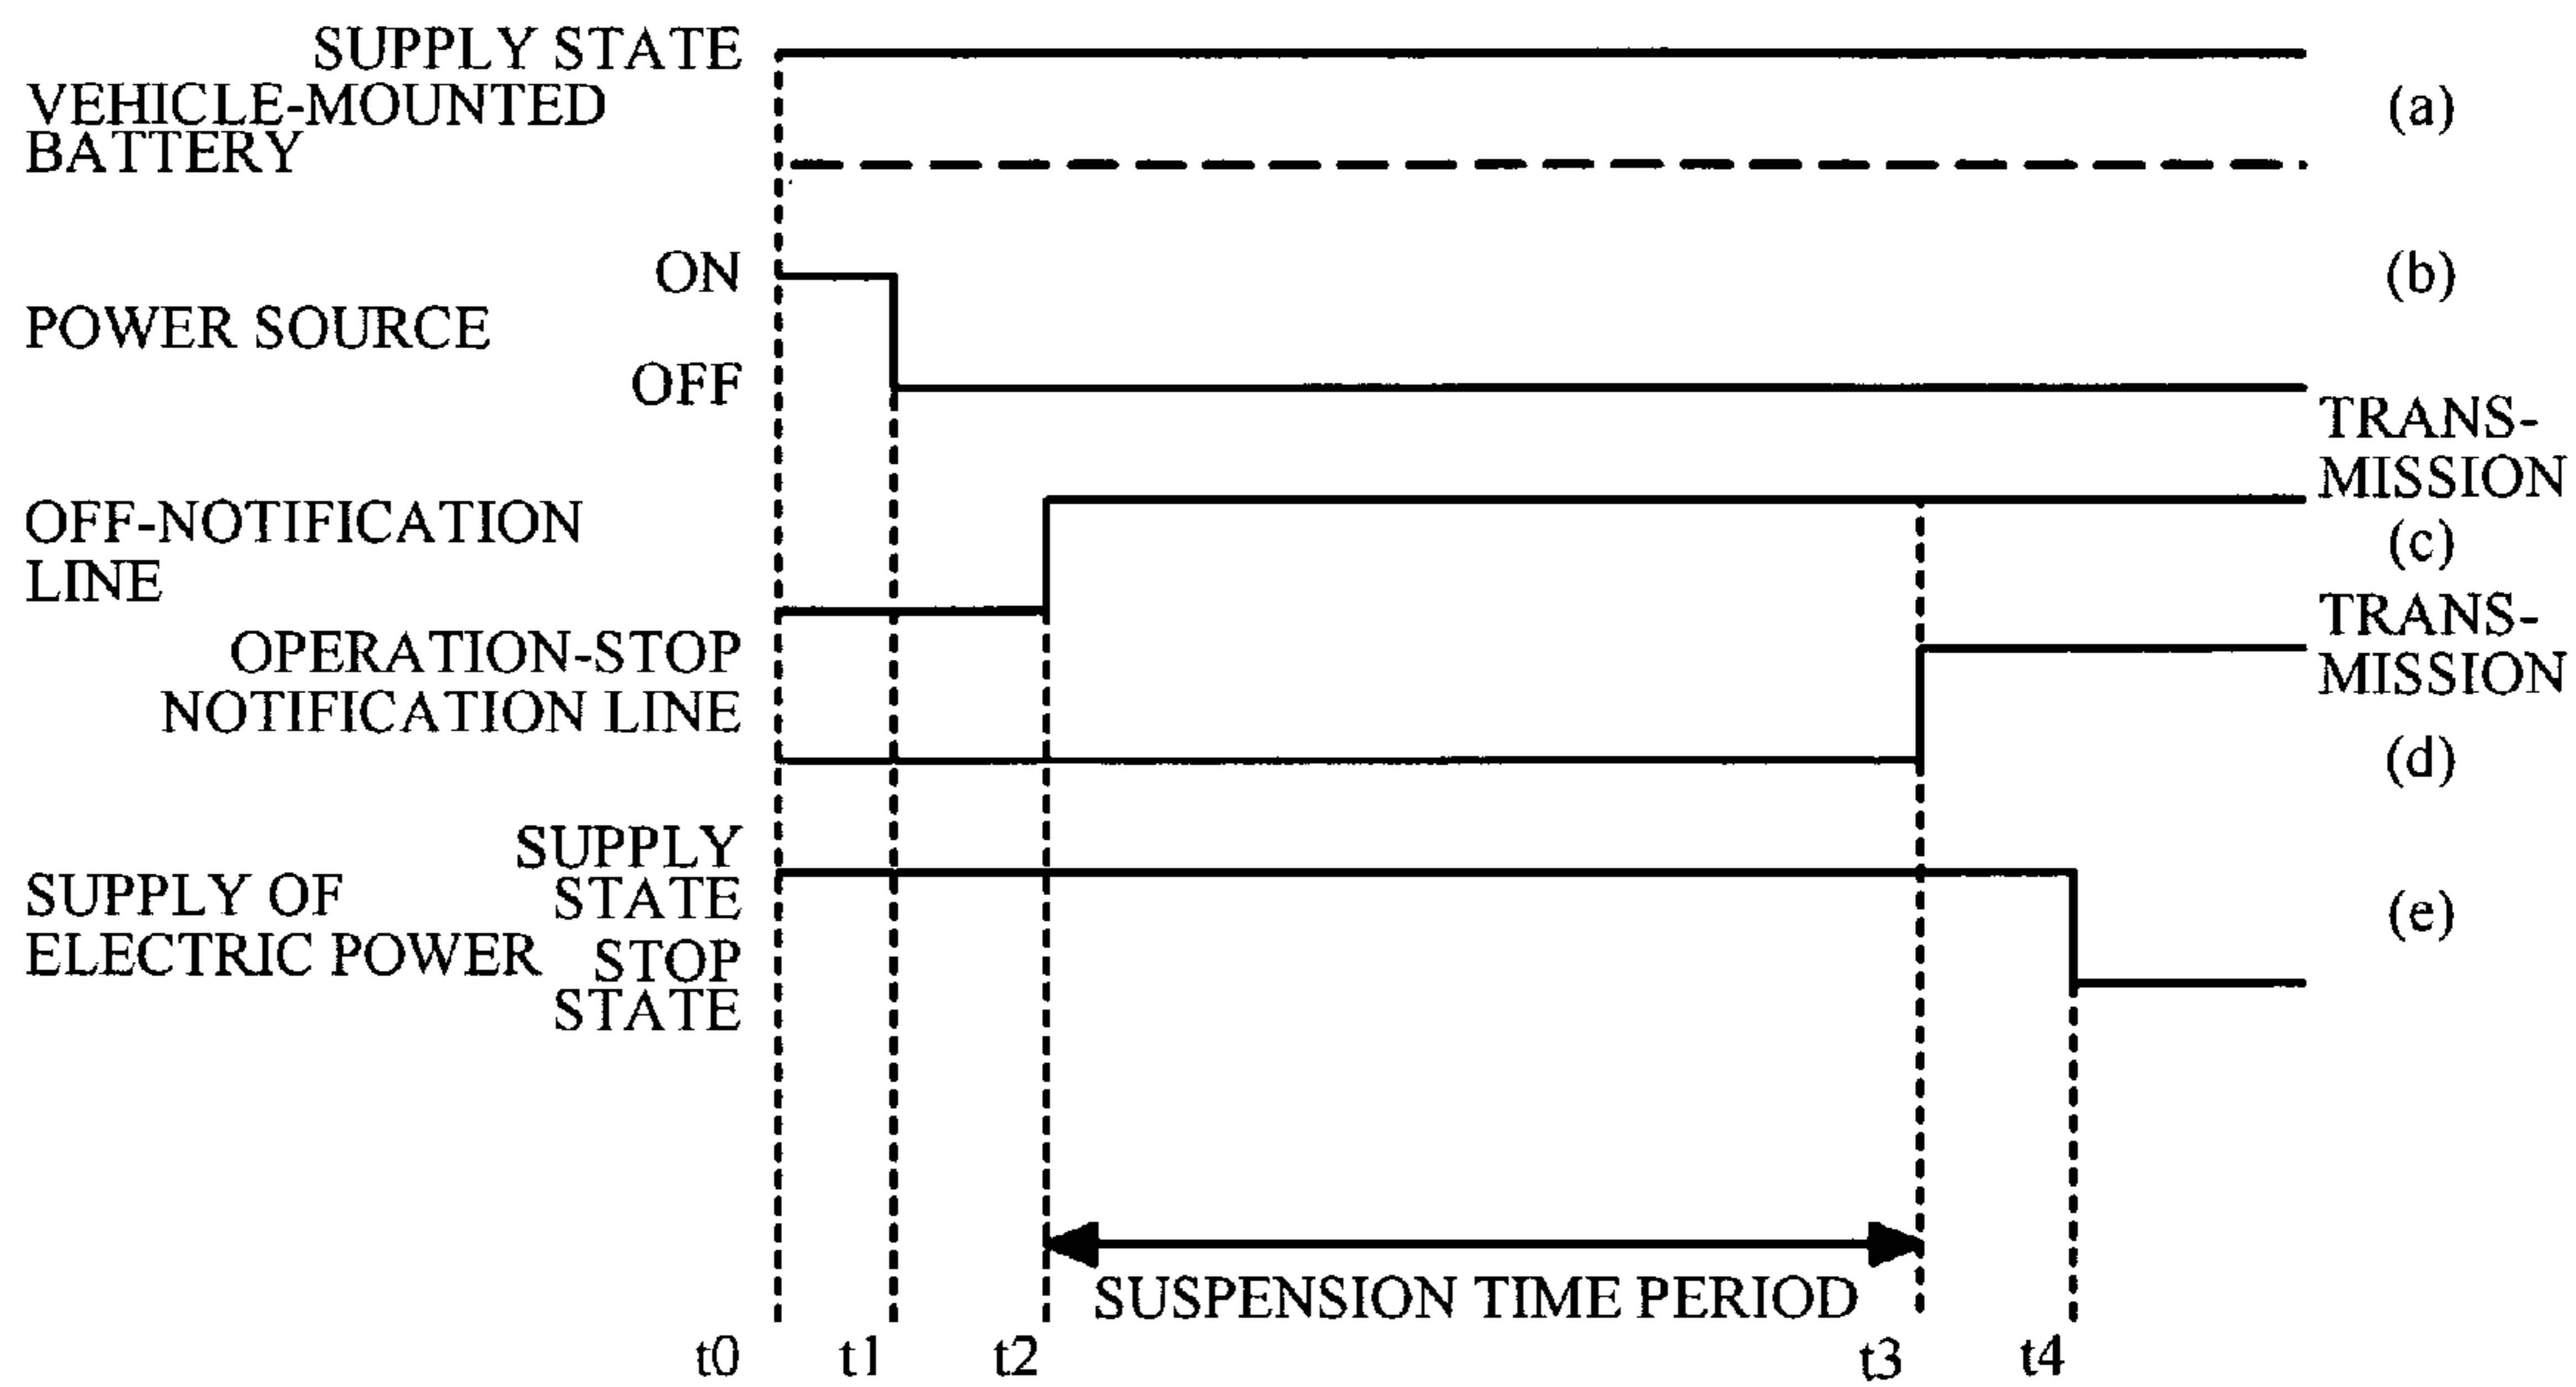 SUPPLY STATE
VEHICLE-MOUNTED
BATTERY
(a)
ON
(b)
POWER SOURCE
OFF
TRANS-
MISSION
OFF-NOTIFICATION
LINE
(c)
OPERATION-STOP
NOTIFICATION LINE
TRANS-
MISSION
(d)
SUPPLY
STATE
SUPPLY OF
ELECTRIC POWER
STOP
STATE
(e)
SUSPENSION TIME PERIOD
t0 t1 t2 t3 t4